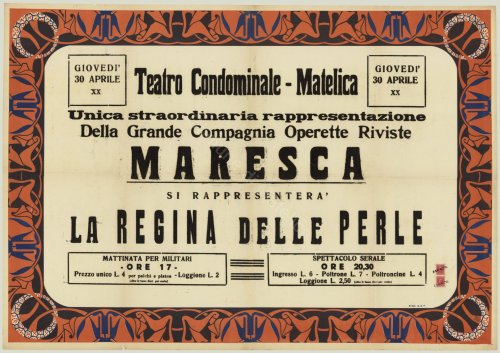 GIOVEDI'
30 APRILE
XX
Teatro Condominale - Matelica
GIOVEDI'
30 APRILE
XX
Unica straordinaria rappresentazione
Della Grande Compagnia Operette Riviste
MARESCA
SI RAPPRESENTERA'
LA REGINA DELLE PERLE
MATTINATA PER MILITARI
-ORE 17-
Prezzo unico L. 4 per palchi e platea - Loggione L. 2
SPETTACOLO SERALE
ORE 20,30
Ingresso L. 6 - Poltrone L. 7 - Poltroncine L. 4
Loggione L. 2,50